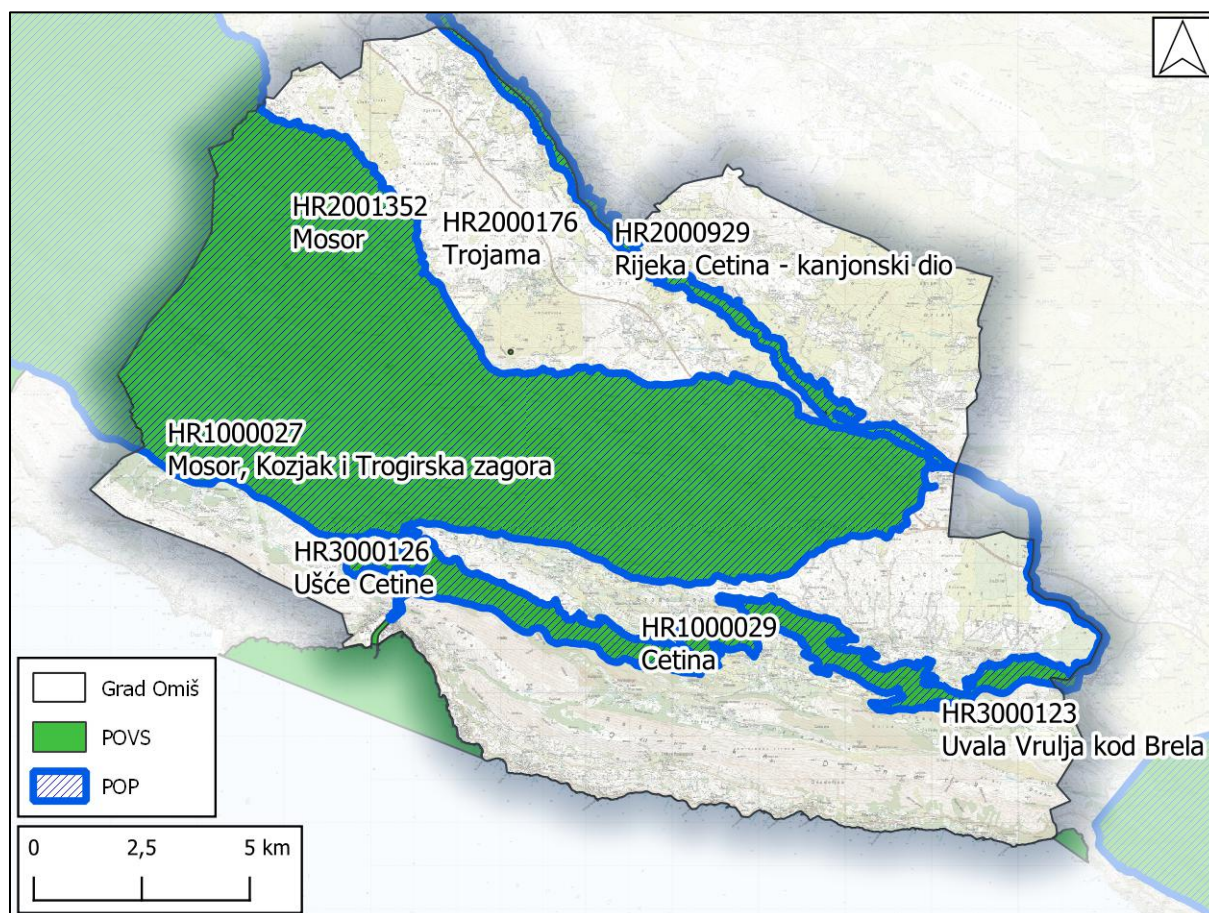 HR2001352
Mosor
HR2000176
Trojama
HR2000929
Rijeka Cetina - kanjonski dio
HR1000027
Mosor, Kozjak i Trogirska zagora
HR3000126
Ušće Cetine
HR1000029
Cetina
HR3000123
Uvala Vrulja kod Brela
Grad Omiš
POVS
POP
0 2,5 5 km